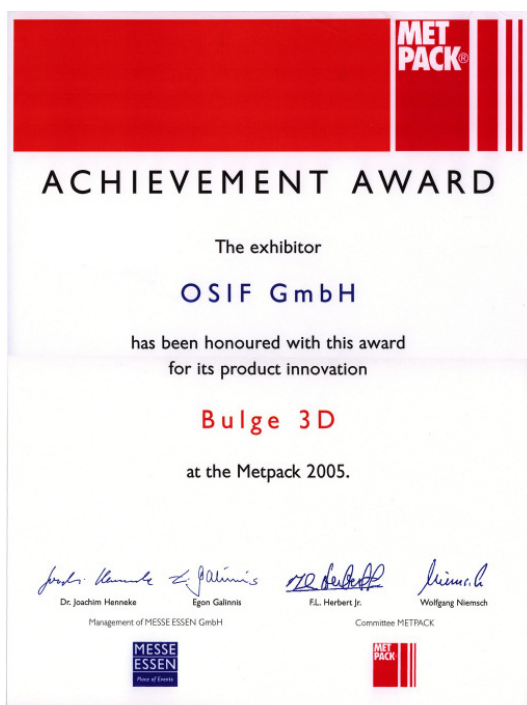 MET
PACK®
ACHIEVEMENT AWARD
The exhibitor
OSIF GmbH
has been honoured with this award
for its product innovation
Bulge 3D
at the Metpack 2005.
Dr. Joachim Henneke
Egon Galinnis
F.L. Herbert Jr.
Wolfgang Niemsch
Management of MESSE ESSEN GmbH
Committee METPACK
MESSE
ESSEN
Place of Events
MET
PACK